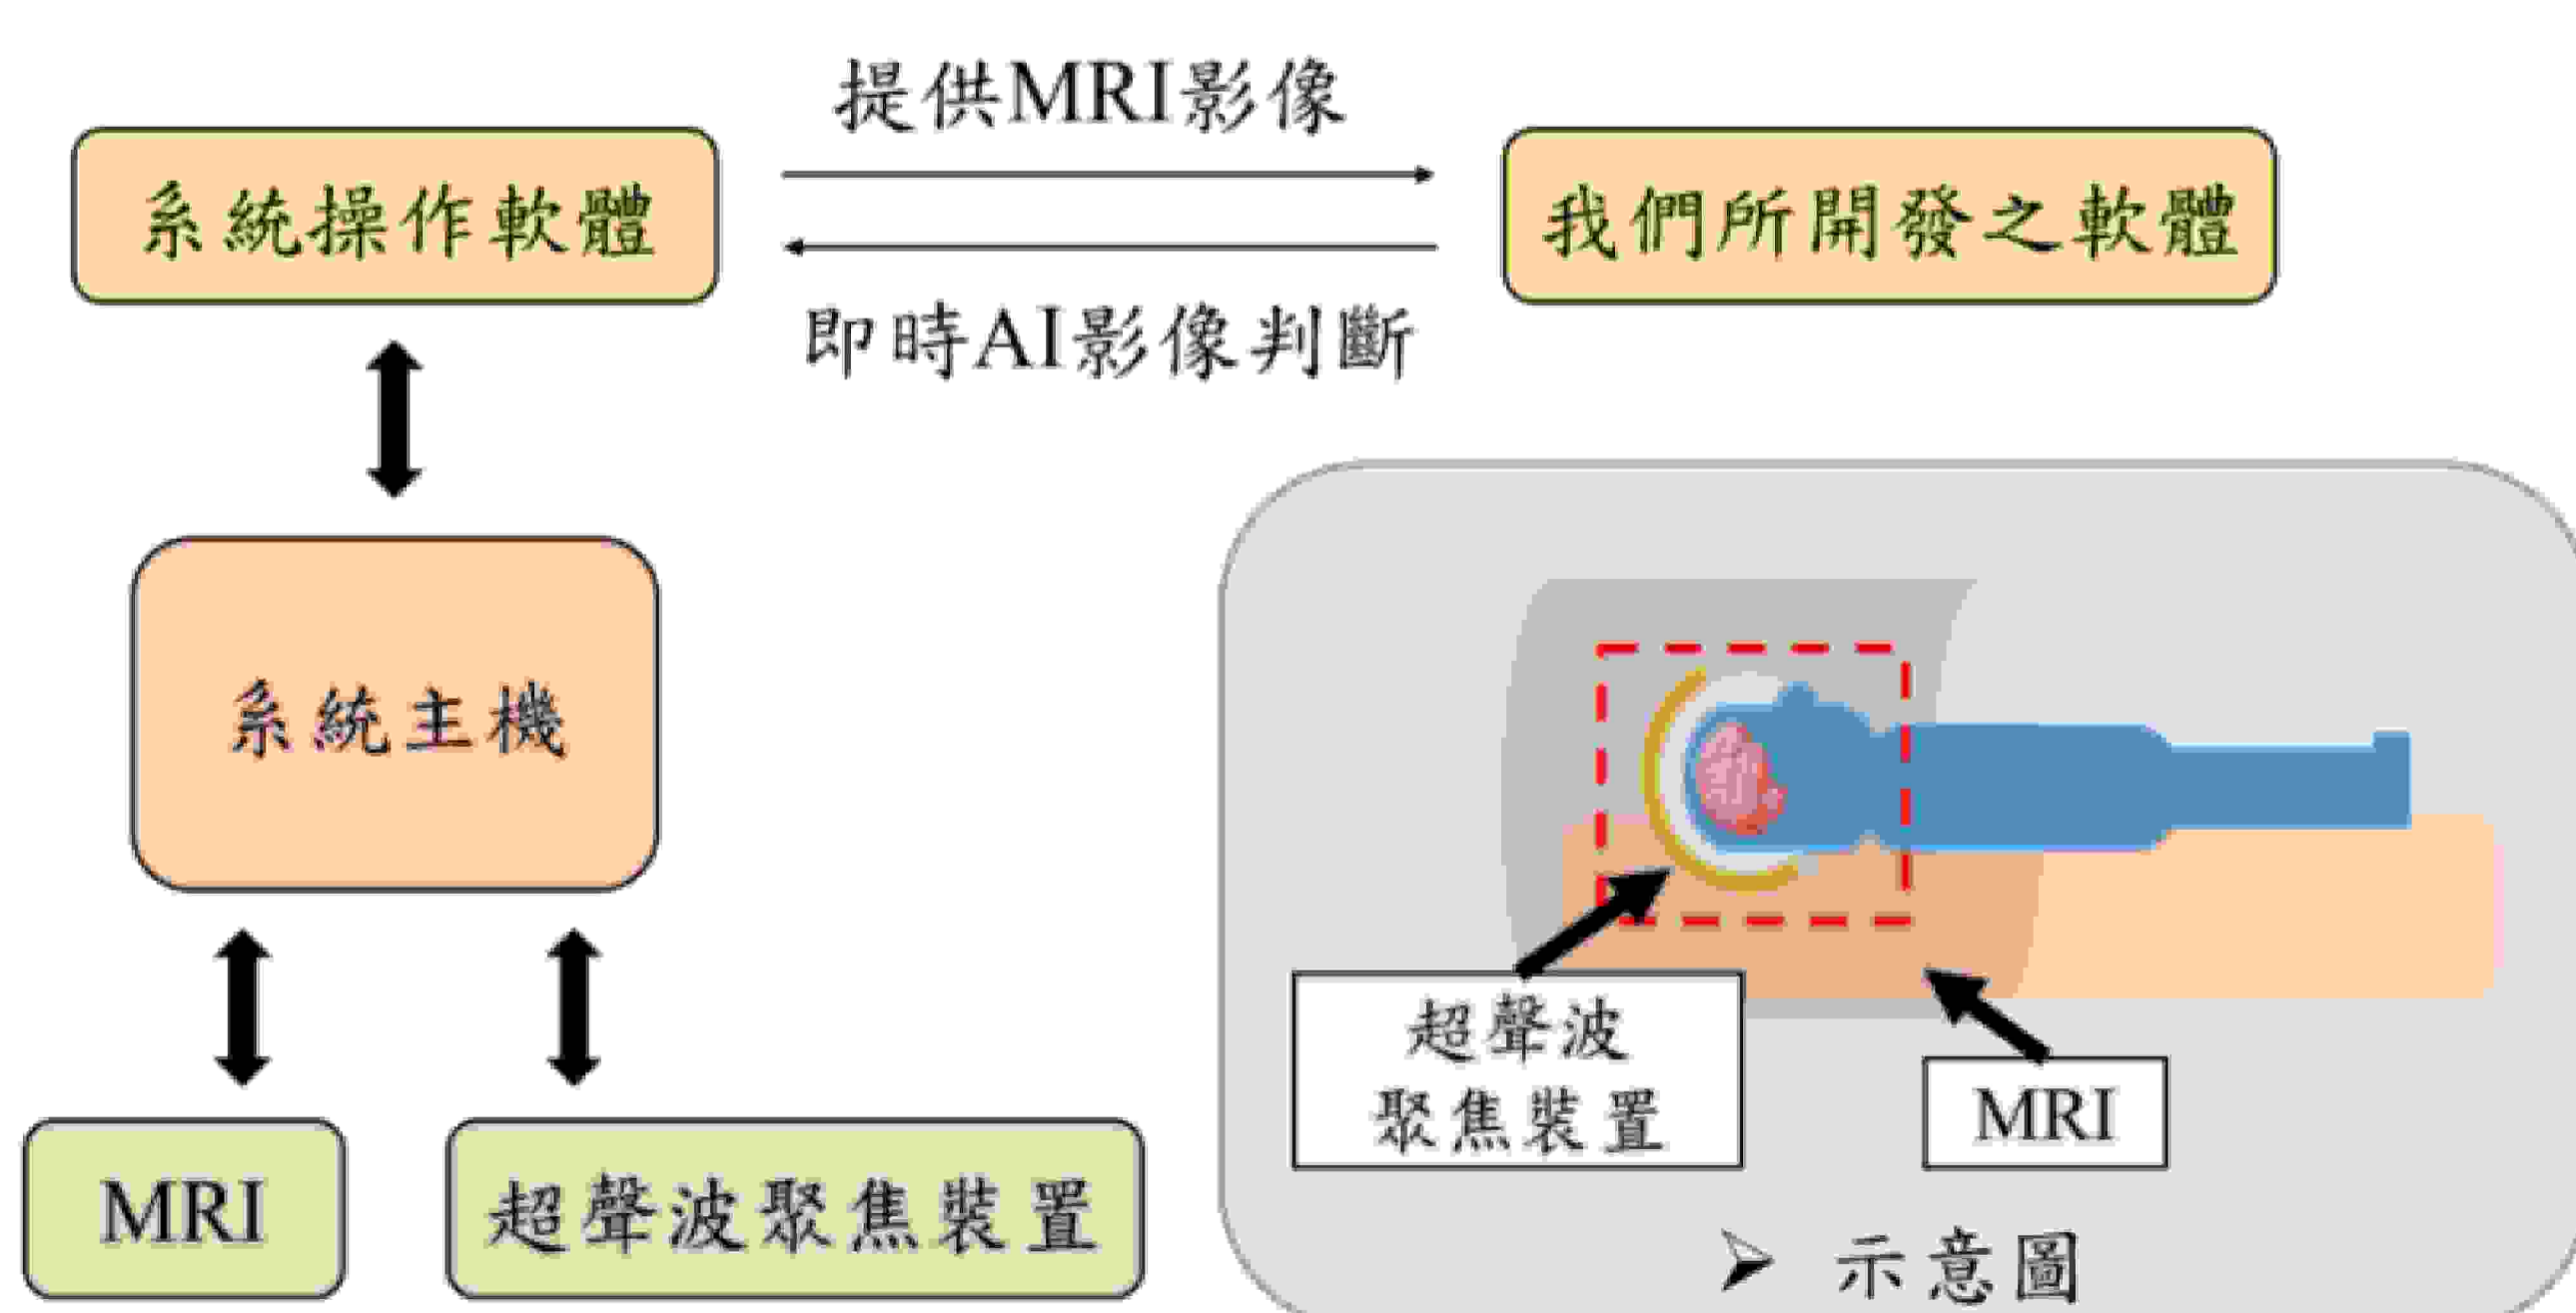 提供MRI影像
系統操作軟體
我們所開發之軟體
即時AI影像判斷
系統主機
MRI
超聲波聚焦裝置
超聲波
聚焦裝置
MRI
示意圖